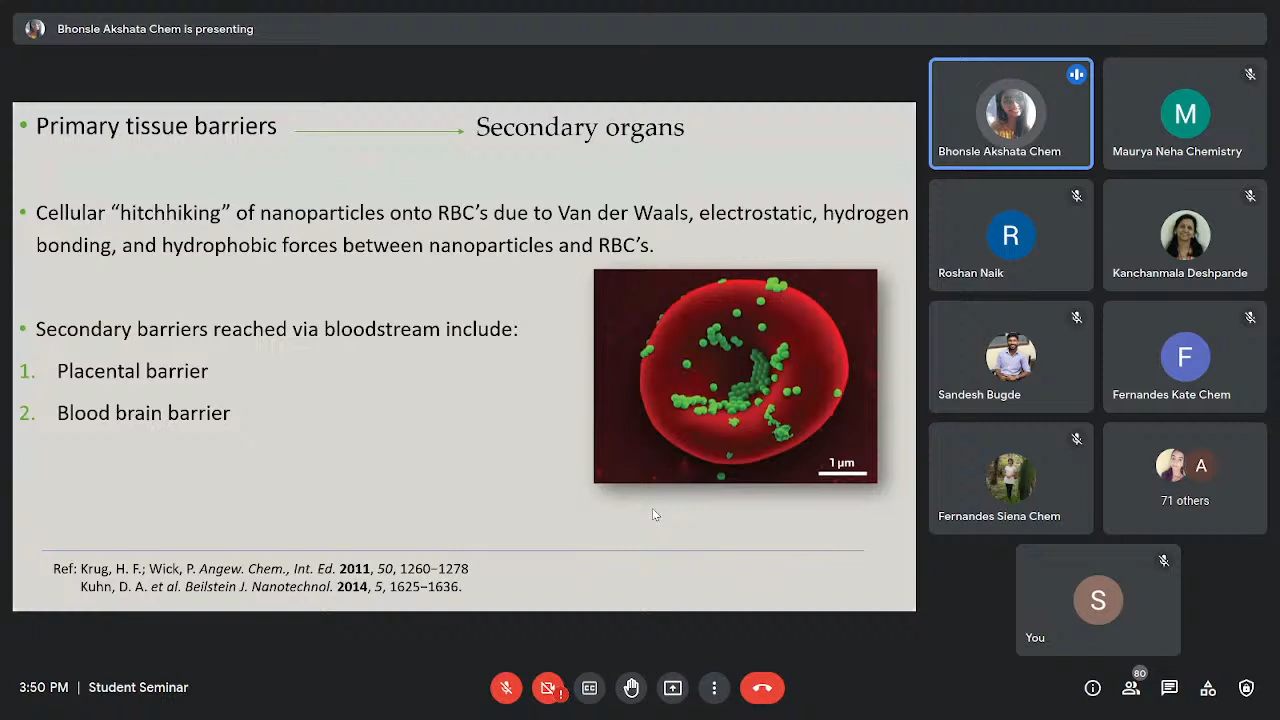 Bhonsle Akshata Chem is presenting
• Primary tissue barriers
Secondary organs
• Cellular “hitchhiking” of nanoparticles onto RBC’s due to Van der Waals, electrostatic, hydrogen
bonding, and hydrophobic forces between nanoparticles and RBC’s.
• Secondary barriers reached via bloodstream include:
1. Placental barrier
2. Blood brain barrier
1 µm
Ref: Krug, H. F.; Wick, P. Angew. Chem., Int. Ed. 2011, 50, 1260–1278
Kuhn, D. A. et al. Beilstein J. Nanotechnol. 2014, 5, 1625–1636.
Bhonsle Akshata Chem
M
Maurya Neha Chemistry
R
Roshan Naik
Kanchanmala Deshpande
Sandesh Bugde
F
Fernandes Kate Chem
Fernandes Siena Chem
A
71 others
S
You
3:50 PM | Student Seminar
CC
80